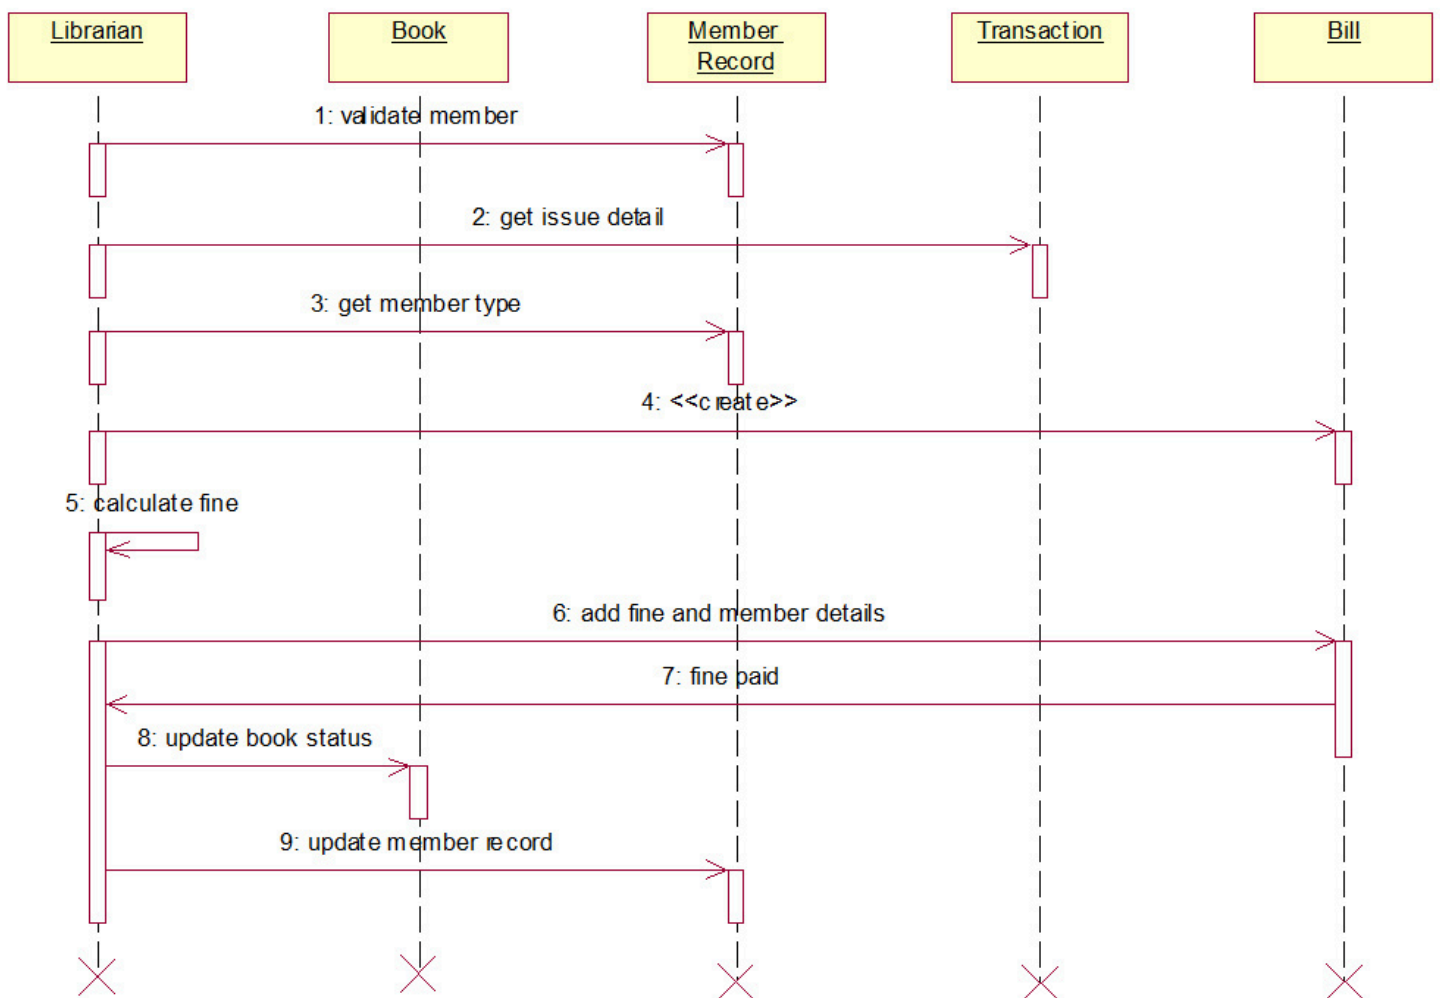 Librarian
Book
Member
Record
Transaction
Bill
1: validate member
2: get issue detail
3: get member type
4: <<create>>
5: calculate fine
6: add fine and member details
7: fine paid
8: update book status
9: update member record